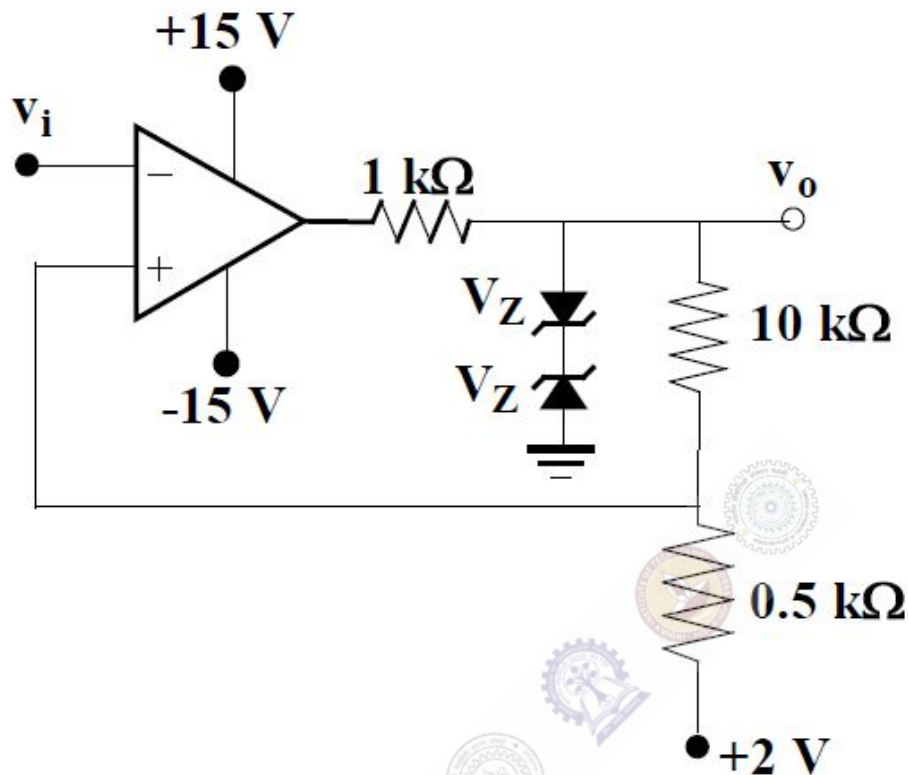 +15 V
v_i
−
+
-15 V
1 kΩ
v_o
V_Z
V_Z
10 kΩ
0.5 kΩ
+2 V